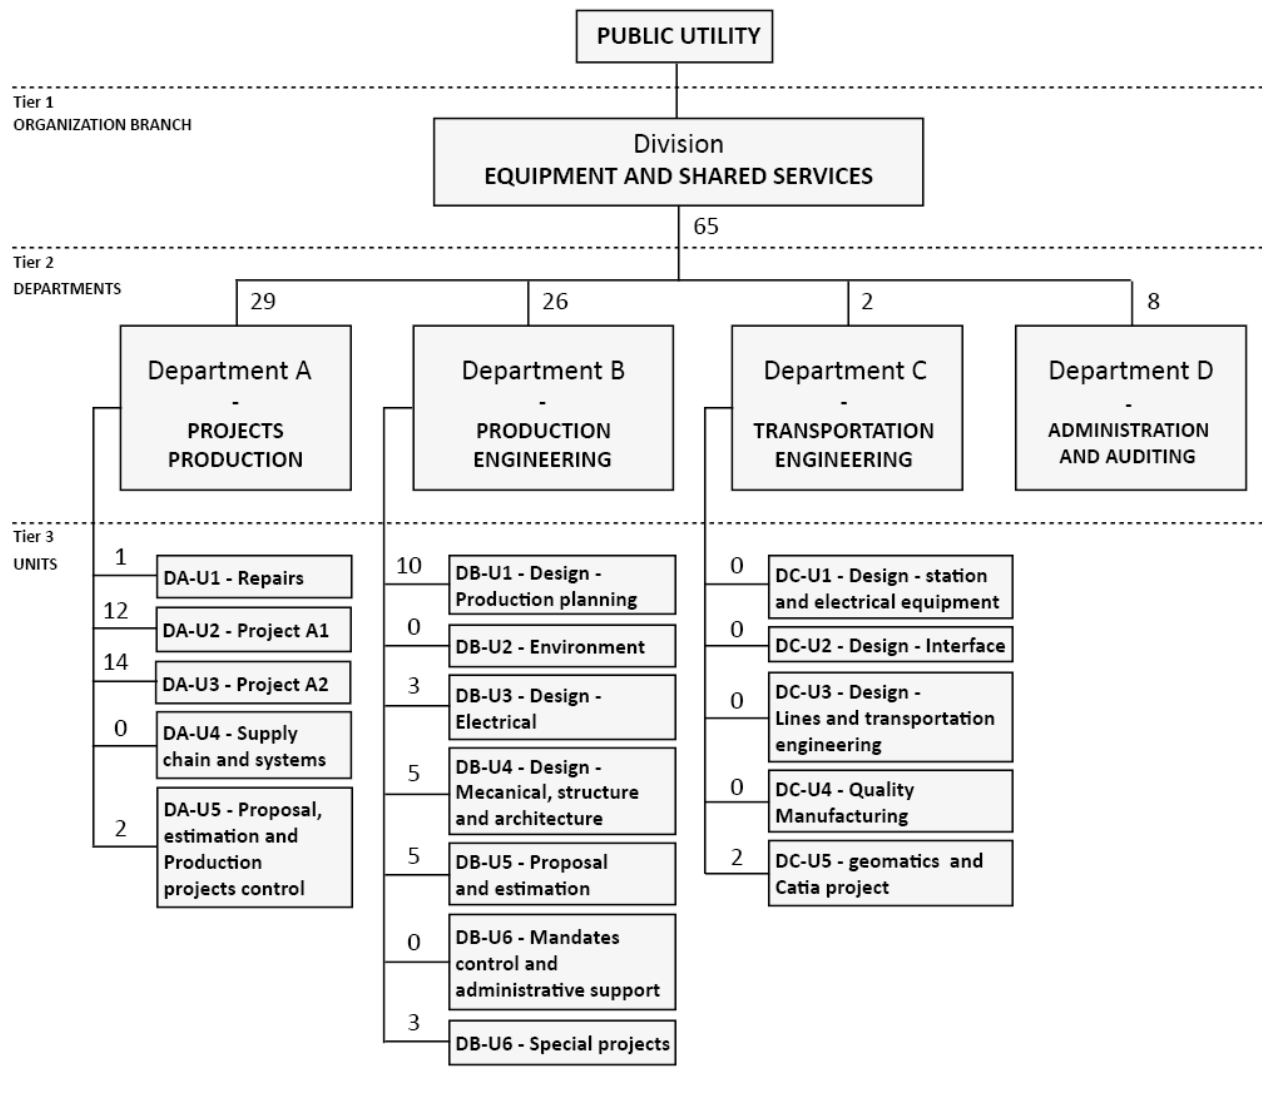 PUBLIC UTILITY
Tier 1
ORGANIZATION BRANCH
Division
EQUIPMENT AND SHARED SERVICES
65
Tier 2
DEPARTMENTS
29
26
2
8
Department A
-
PROJECTS
PRODUCTION
Department B
-
PRODUCTION
ENGINEERING
Department C
-
TRANSPORTATION
ENGINEERING
Department D
-
ADMINISTRATION
AND AUDITING
Tier 3
UNITS
1
DA-U1 - Repairs
12
DA-U2 - Project A1
14
DA-U3 - Project A2
0
DA-U4 - Supply
chain and systems
2
DA-U5 - Proposal,
estimation and
Production
projects control
10
DB-U1 - Design -
Production planning
0
DB-U2 - Environment
3
DB-U3 - Design -
Electrical
5
DB-U4 - Design -
Mecanical, structure
and architecture
5
DB-U5 - Proposal
and estimation
0
DB-U6 - Mandates
control and
administrative support
3
DB-U6 - Special projects
0
DC-U1 - Design - station
and electrical equipment
0
DC-U2 - Design - Interface
0
DC-U3 - Design -
Lines and transportation
engineering
0
DC-U4 - Quality
Manufacturing
2
DC-U5 - geomatics and
Catia project